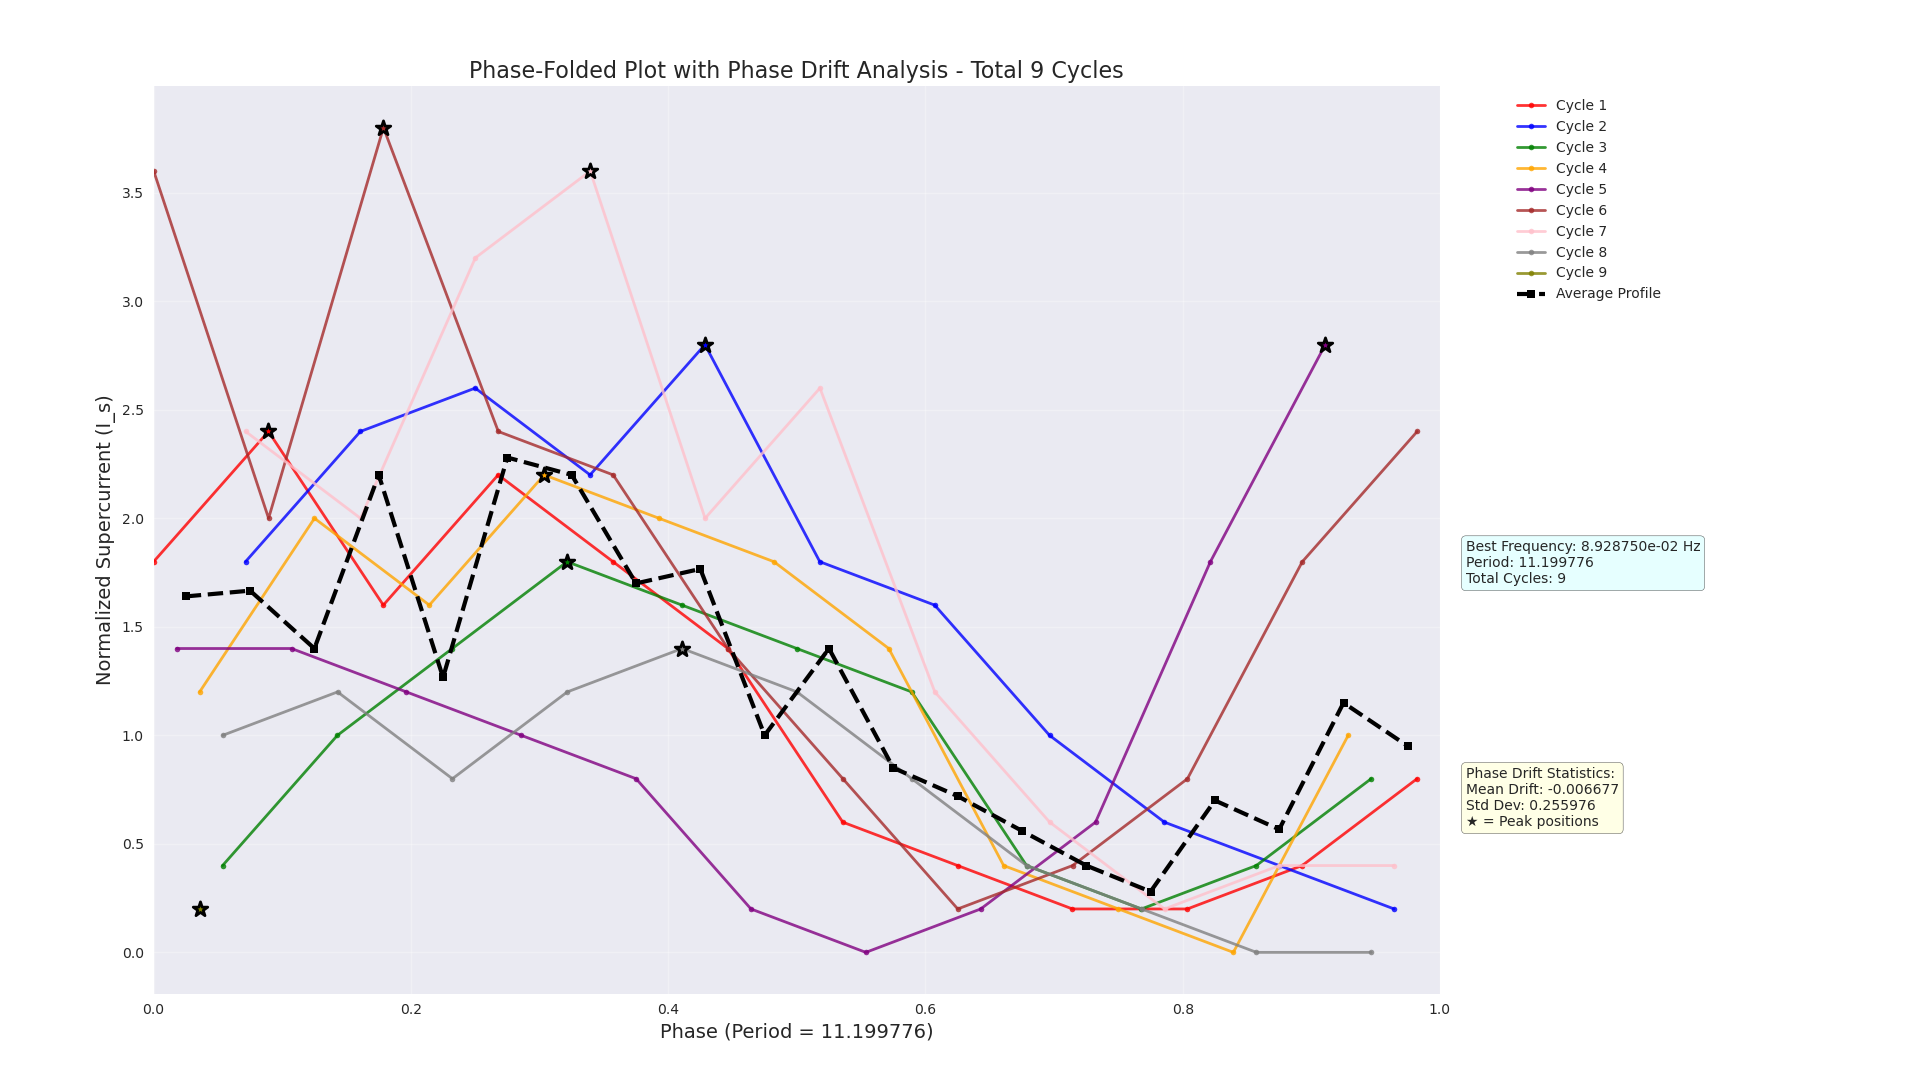 Phase-Folded Plot with Phase Drift Analysis - Total 9 Cycles
Normalized Supercurrent (I_s)
3.5
3.0
2.5
2.0
1.5
1.0
0.5
0.0
0.0
0.2
0.4
0.6
0.8
1.0
Phase (Period = 11.199776)
Cycle 1
Cycle 2
Cycle 3
Cycle 4
Cycle 5
Cycle 6
Cycle 7
Cycle 8
Cycle 9
Average Profile
Best Frequency: 8.928750e-02 Hz
Period: 11.199776
Total Cycles: 9
Phase Drift Statistics:
Mean Drift: -0.006677
Std Dev: 0.255976
★ = Peak positions